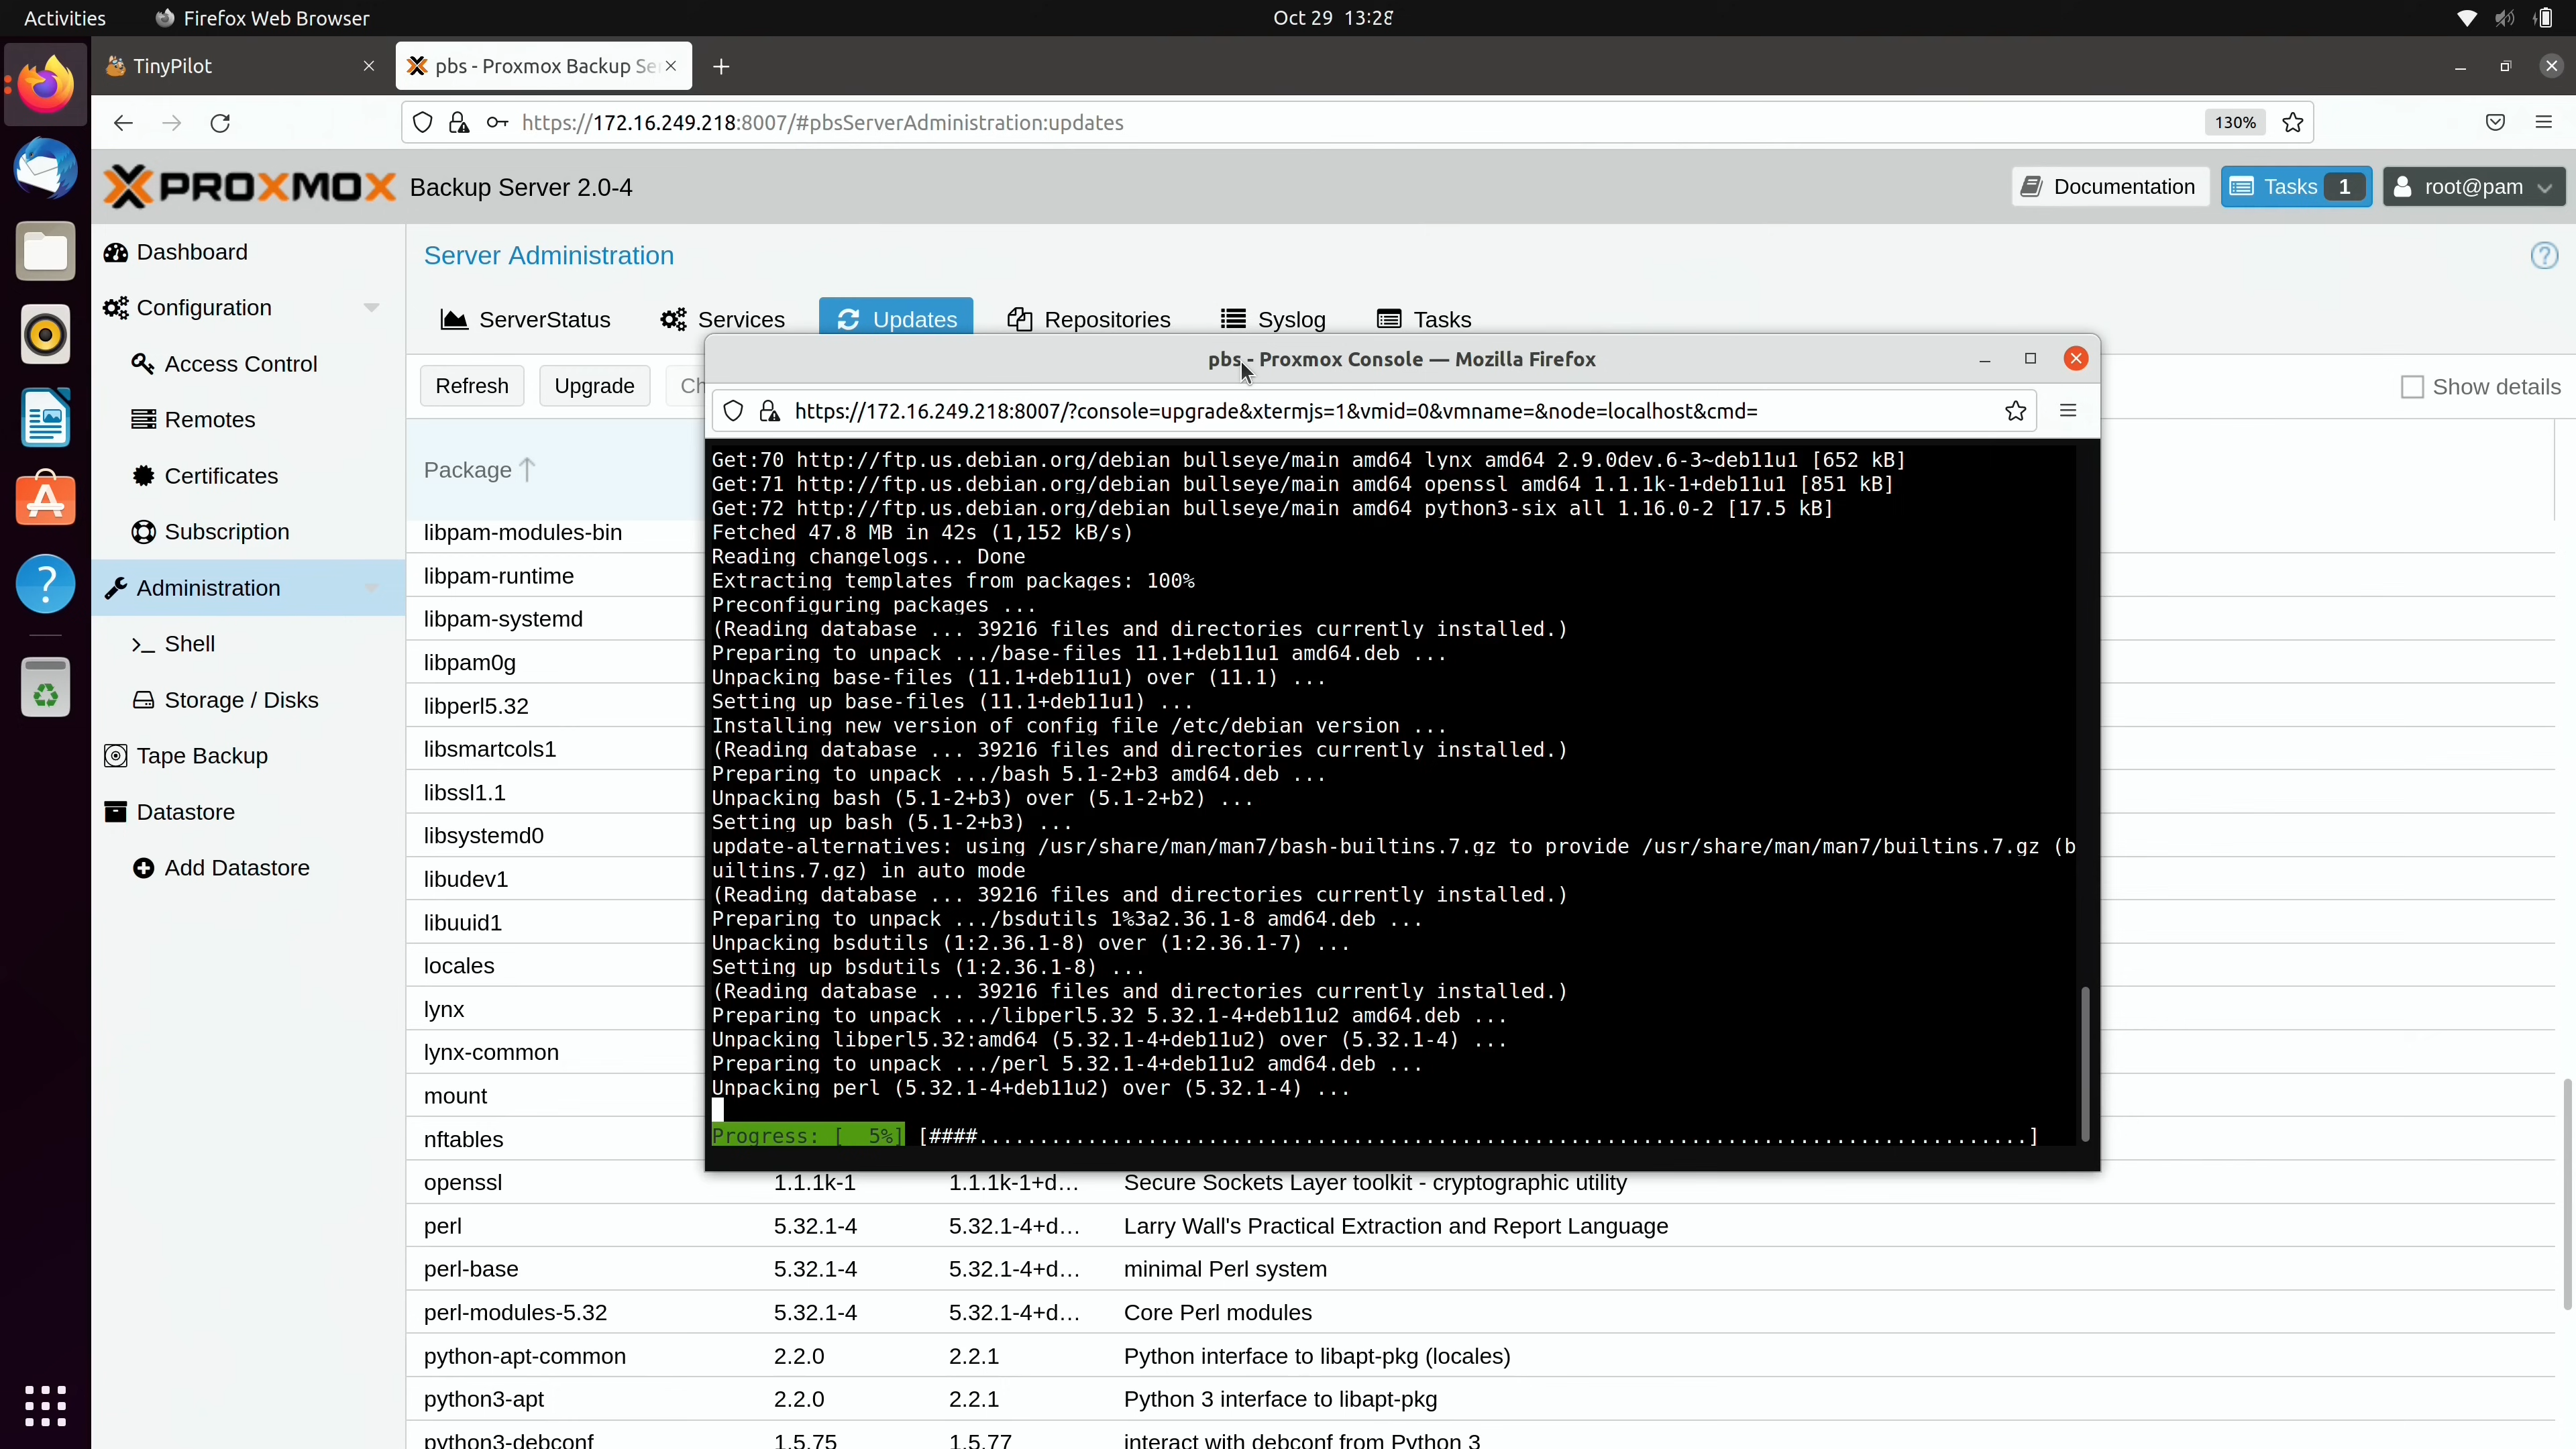 Activities
Firefox Web Browser
Oct 29 13:28
TinyPilot
pbs - Proxmox Backup Se
https://172.16.249.218:8007/#pbsServerAdministration:updates
130%
PROXMOX
Backup Server 2.0-4
Documentation
Tasks 1
root@pam
Dashboard
Configuration
Access Control
Remotes
Certificates
Subscription
Administration
Shell
Storage / Disks
Tape Backup
Datastore
Add Datastore
Server Administration
ServerStatus
Services
Updates
Repositories
Syslog
Tasks
Refresh
Upgrade
Ch
Show details
Package
libpam-modules-bin
libpam-runtime
libpam-systemd
libpam0g
libperl5.32
libsmartcols1
libssl1.1
libsystemd0
libudev1
libuuid1
locales
lynx
lynx-common
mount
nftables
openssl 1.1.1k-1 1.1.1k-1+d... Secure Sockets Layer toolkit - cryptographic utility
perl 5.32.1-4 5.32.1-4+d... Larry Wall's Practical Extraction and Report Language
perl-base 5.32.1-4 5.32.1-4+d... minimal Perl system
perl-modules-5.32 5.32.1-4 5.32.1-4+d... Core Perl modules
python-apt-common 2.2.0 2.2.1 Python interface to libapt-pkg (locales)
python3-apt 2.2.0 2.2.1 Python 3 interface to libapt-pkg
python3-debconf 1.5.75 1.5.77 interact with debconf from Python 3
pbs - Proxmox Console — Mozilla Firefox
https://172.16.249.218:8007/?console=upgrade&xtermjs=1&vmid=0&vmname=&node=localhost&cmd=
Get:70 http://ftp.us.debian.org/debian bullseye/main amd64 lynx amd64 2.9.0dev.6-3~deb11u1 [652 kB]
Get:71 http://ftp.us.debian.org/debian bullseye/main amd64 openssl amd64 1.1.1k-1+deb11u1 [851 kB]
Get:72 http://ftp.us.debian.org/debian bullseye/main amd64 python3-six all 1.16.0-2 [17.5 kB]
Fetched 47.8 MB in 42s (1,152 kB/s)
Reading changelogs... Done
Extracting templates from packages: 100%
Preconfiguring packages ...
(Reading database ... 39216 files and directories currently installed.)
Preparing to unpack .../base-files 11.1+deb11u1 amd64.deb ...
Unpacking base-files (11.1+deb11u1) over (11.1) ...
Setting up base-files (11.1+deb11u1) ...
Installing new version of config file /etc/debian version ...
(Reading database ... 39216 files and directories currently installed.)
Preparing to unpack .../bash 5.1-2+b3 amd64.deb ...
Unpacking bash (5.1-2+b3) over (5.1-2+b2) ...
Setting up bash (5.1-2+b3) ...
update-alternatives: using /usr/share/man/man7/bash-builtins.7.gz to provide /usr/share/man/man7/builtins.7.gz (b
uiltins.7.gz) in auto mode
(Reading database ... 39216 files and directories currently installed.)
Preparing to unpack .../bsdutils 1%3a2.36.1-8 amd64.deb ...
Unpacking bsdutils (1:2.36.1-8) over (1:2.36.1-7) ...
Setting up bsdutils (1:2.36.1-8) ...
(Reading database ... 39216 files and directories currently installed.)
Preparing to unpack .../libperl5.32 5.32.1-4+deb11u2 amd64.deb ...
Unpacking libperl5.32:amd64 (5.32.1-4+deb11u2) over (5.32.1-4) ...
Preparing to unpack .../perl 5.32.1-4+deb11u2 amd64.deb ...
Unpacking perl (5.32.1-4+deb11u2) over (5.32.1-4) ...
Progress: [  5%] [####.......................................................................................]